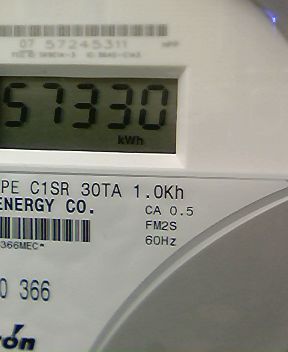 07 57245311
57330
kWh
PE C1SR 30TA 1.0Kh
ENERGY CO.
CA 0.5
FM2S
60Hz
366MEC*
0 366
rón